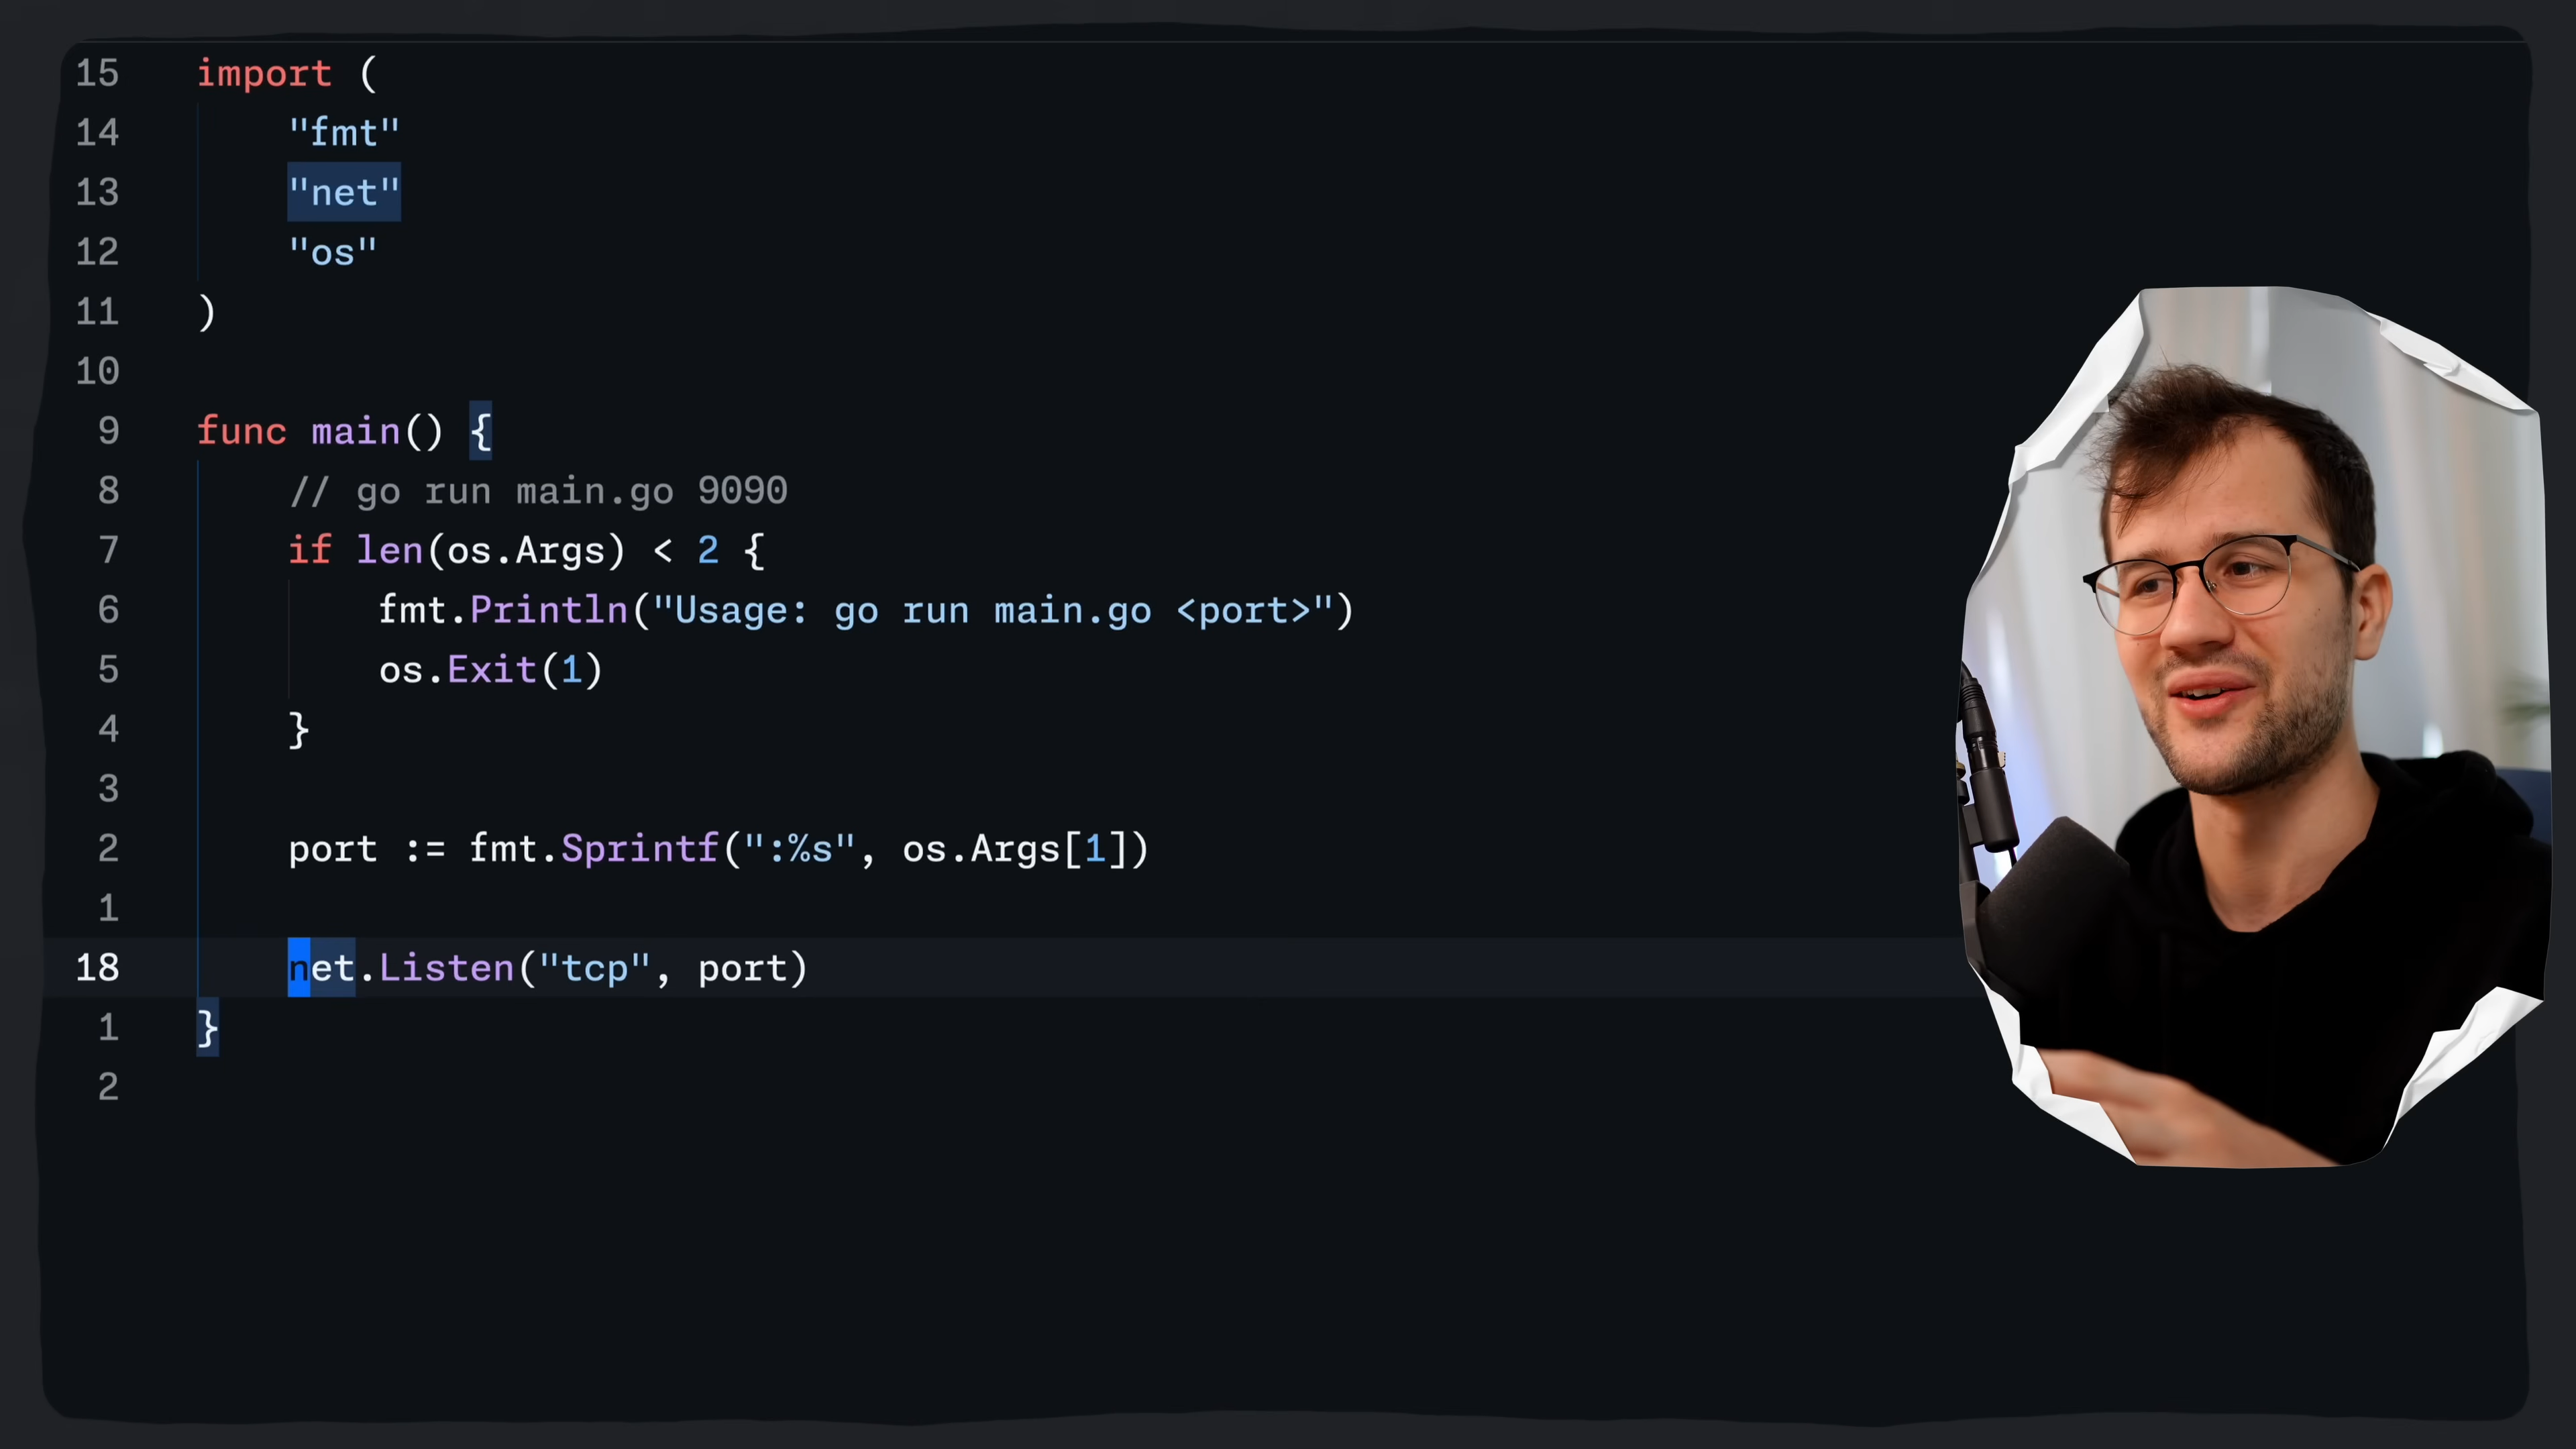 15 import (
14 "fmt"
13 "net"
12 "os"
11 )
10
9 func main() {
8 // go run main.go 9090
7 if len(os.Args) < 2 {
6 fmt.Println("Usage: go run main.go <port>")
5 os.Exit(1)
4 }
3
2 port := fmt.Sprintf(":%s", os.Args[1])
1
18 net.Listen("tcp", port)
1 }
2